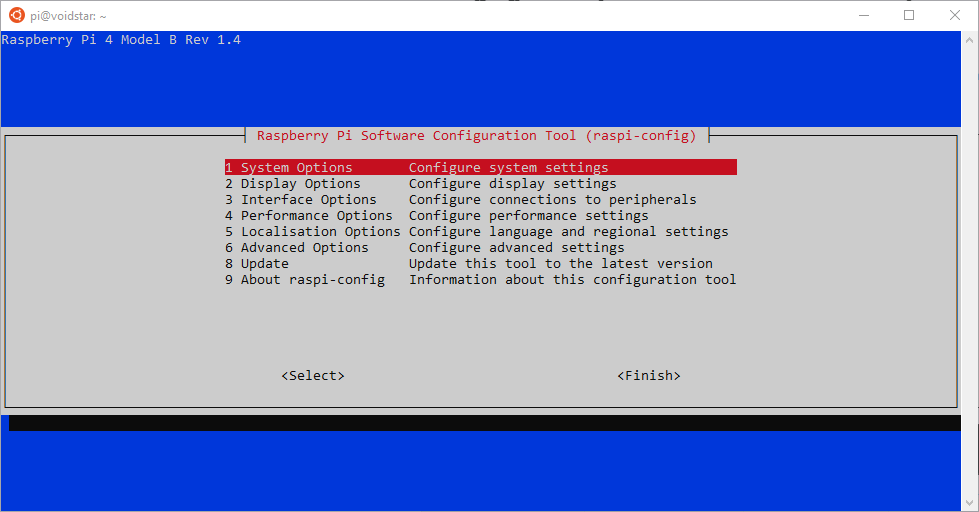 pi@voidstar: ~
Raspberry Pi 4 Model B Rev 1.4
Raspberry Pi Software Configuration Tool (raspi-config)
1 System Options Configure system settings
2 Display Options Configure display settings
3 Interface Options Configure connections to peripherals
4 Performance Options Configure performance settings
5 Localisation Options Configure language and regional settings
6 Advanced Options Configure advanced settings
8 Update Update this tool to the latest version
9 About raspi-config Information about this configuration tool
<Select> <Finish>